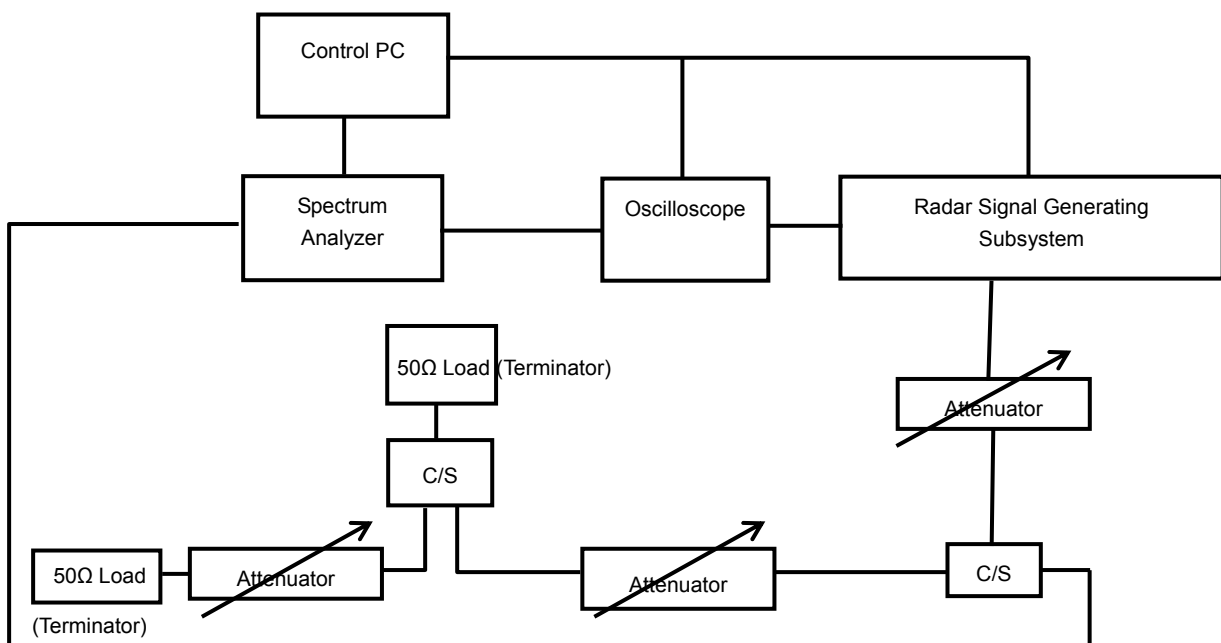 Control PC
Spectrum
Analyzer
Oscilloscope
Radar Signal Generating
Subsystem
50Ω Load (Terminator)
Attenuator
C/S
50Ω Load
(Terminator)
Attenuator
Attenuator
C/S